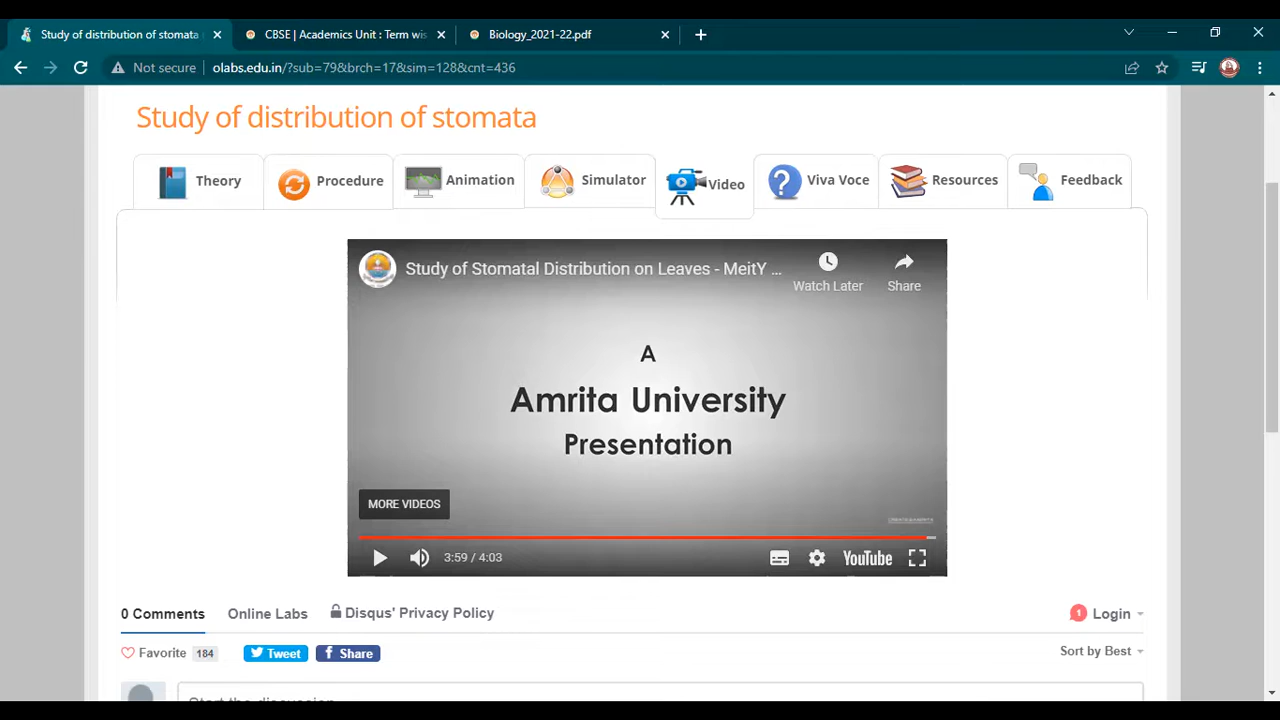 Study of distribution of stomata
CBSE | Academics Unit : Term wis
Biology_2021-22.pdf
Not secure
olabs.edu.in/?sub=79&brch=17&sim=128&cnt=436
Study of distribution of stomata
Theory
Procedure
Animation
Simulator
Video
Viva Voce
Resources
Feedback
Study of Stomatal Distribution on Leaves - MeitY ...
Watch Later
Share
A
Amrita University
Presentation
MORE VIDEOS
3:59 / 4:03
YouTube
0 Comments
Online Labs
Disqus' Privacy Policy
1
Login
Favorite
184
Tweet
f Share
Sort by Best
Start the discussion